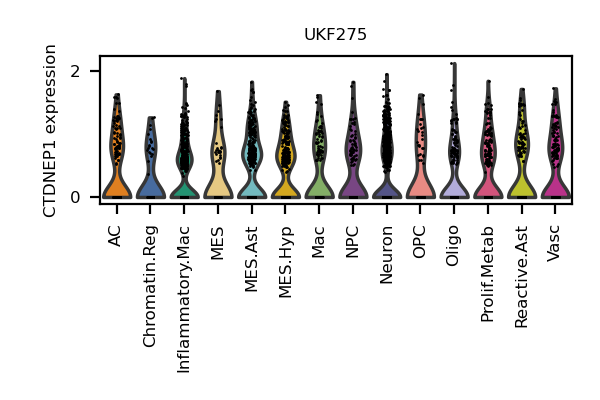 UKF275
CTDNEP1 expression
2
0
AC
Chromatin.Reg
Inflammatory.Mac
MES
MES.Ast
MES.Hyp
Mac
NPC
Neuron
OPC
Oligo
Prolif.Metab
Reactive.Ast
Vasc